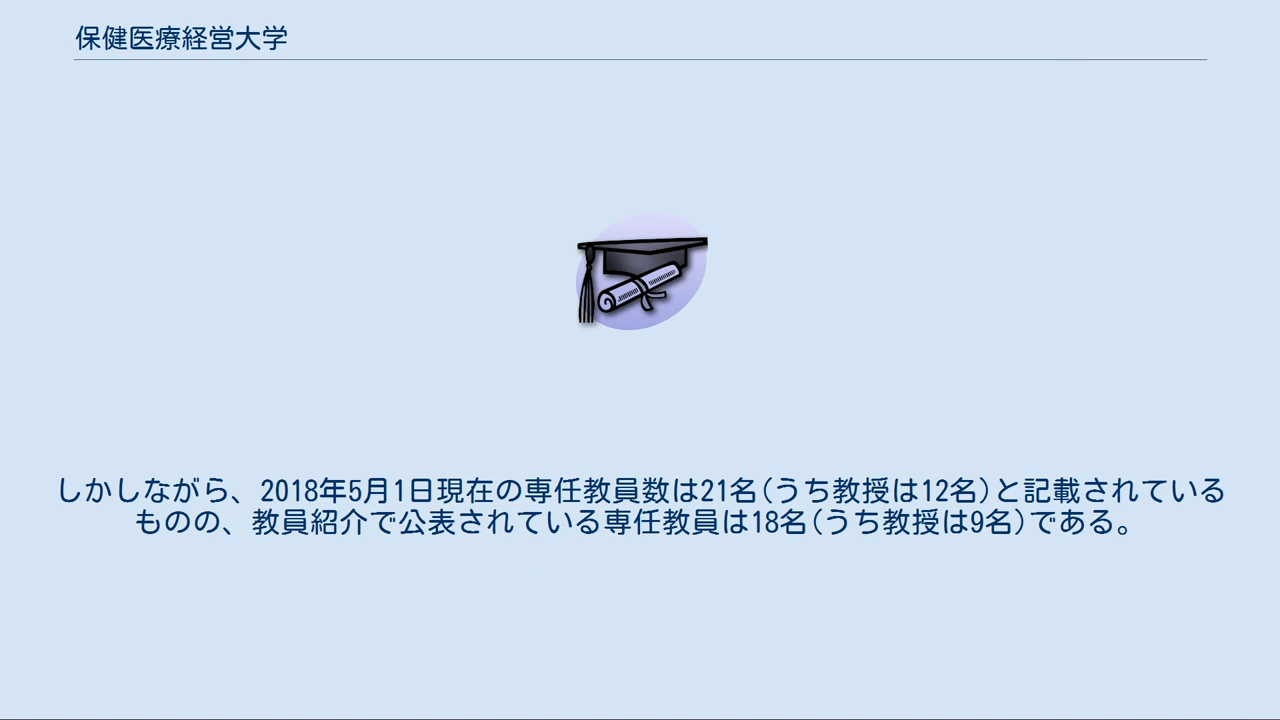 保健医療経営大学
しかしながら、2018年5月1日現在の専任教員数は21名(うち教授は12名)と記載されている
ものの、教員紹介で公表されている専任教員は18名(うち教授は9名)である。